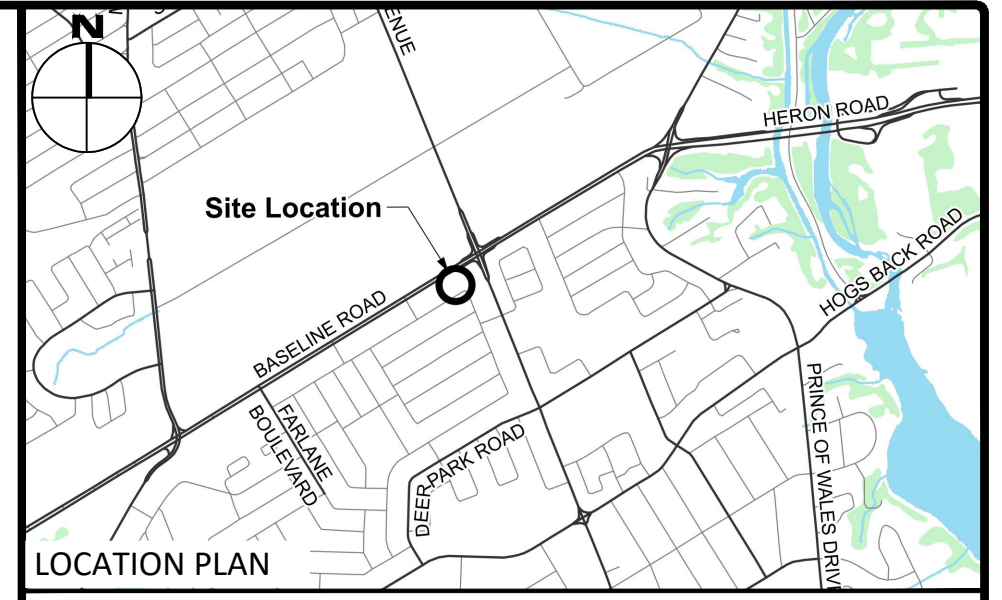 N
ENUE
HERON ROAD
Site Location
HOGS BACK ROAD
BASELINE ROAD
FARLANE
BOULEVARD
DEER PARK ROAD
PRINCE OF WALES DRIVE
LOCATION PLAN